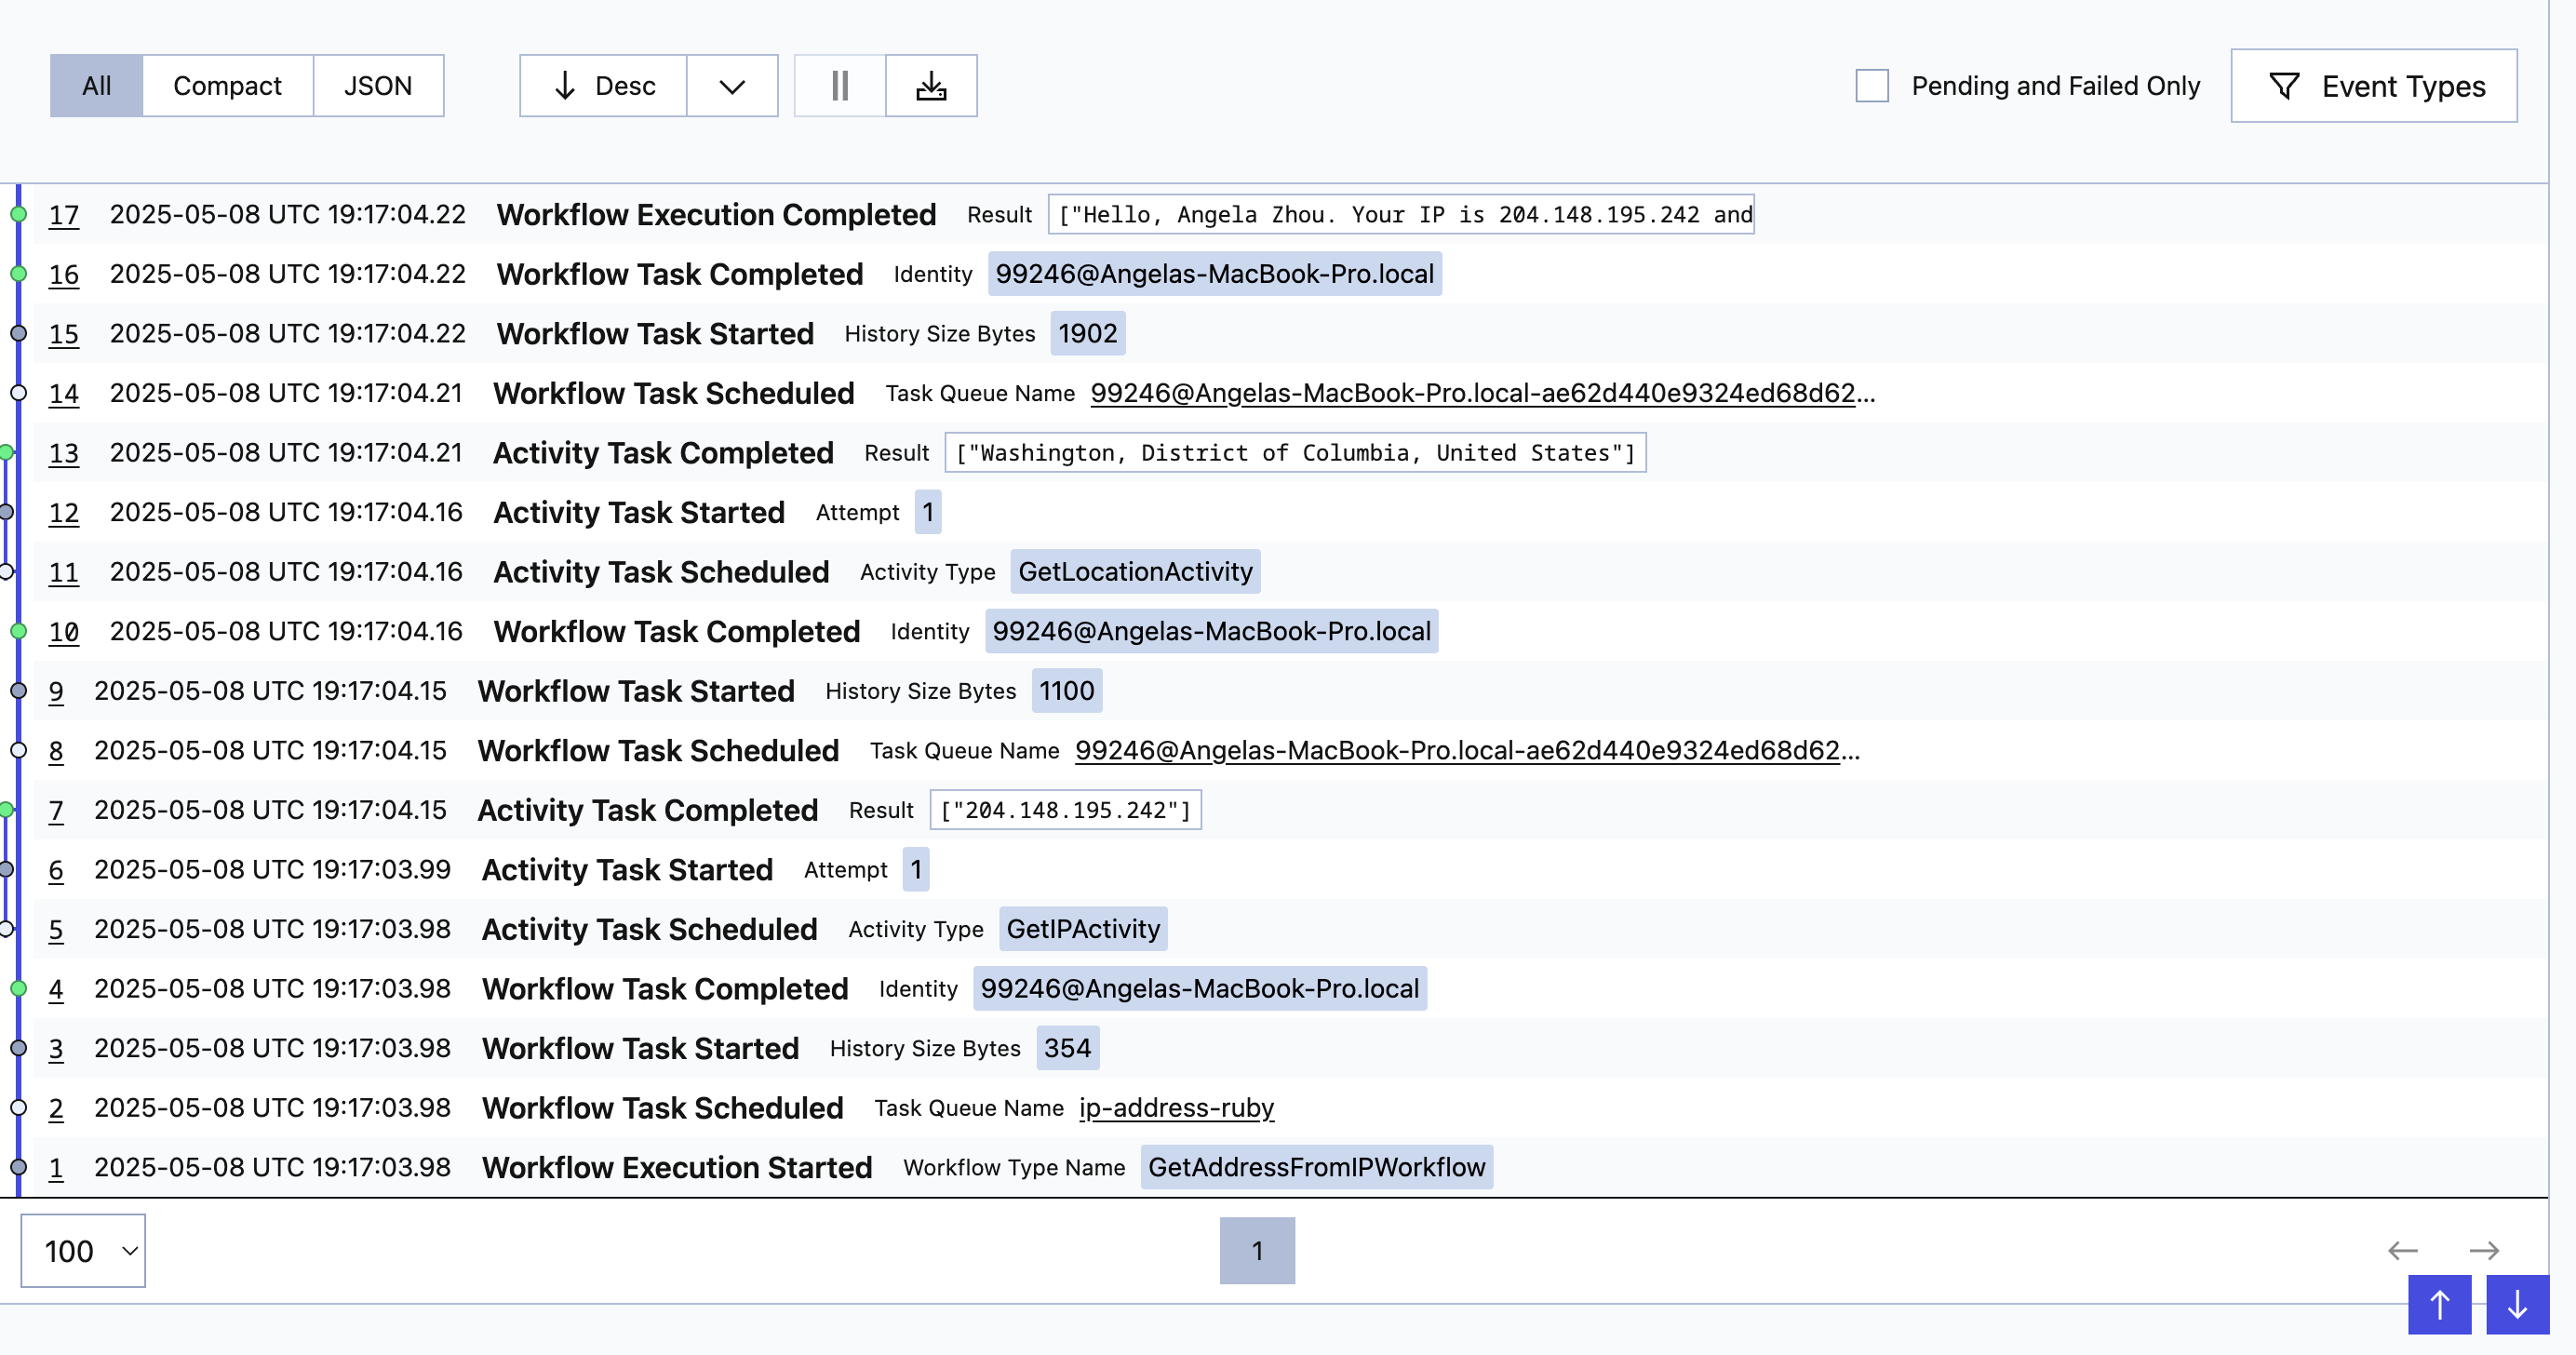 All Compact JSON Desc Pending and Failed Only Event Types
17 2025-05-08 UTC 19:17:04.22 Workflow Execution Completed Result ["Hello, Angela Zhou. Your IP is 204.148.195.242 and
16 2025-05-08 UTC 19:17:04.22 Workflow Task Completed Identity 99246@Angelas-MacBook-Pro.local
15 2025-05-08 UTC 19:17:04.22 Workflow Task Started History Size Bytes 1902
14 2025-05-08 UTC 19:17:04.21 Workflow Task Scheduled Task Queue Name 99246@Angelas-MacBook-Pro.local-ae62d440e9324ed68d62...
13 2025-05-08 UTC 19:17:04.21 Activity Task Completed Result ["Washington, District of Columbia, United States"]
12 2025-05-08 UTC 19:17:04.16 Activity Task Started Attempt 1
11 2025-05-08 UTC 19:17:04.16 Activity Task Scheduled Activity Type GetLocationActivity
10 2025-05-08 UTC 19:17:04.16 Workflow Task Completed Identity 99246@Angelas-MacBook-Pro.local
9 2025-05-08 UTC 19:17:04.15 Workflow Task Started History Size Bytes 1100
8 2025-05-08 UTC 19:17:04.15 Workflow Task Scheduled Task Queue Name 99246@Angelas-MacBook-Pro.local-ae62d440e9324ed68d62...
7 2025-05-08 UTC 19:17:04.15 Activity Task Completed Result ["204.148.195.242"]
6 2025-05-08 UTC 19:17:03.99 Activity Task Started Attempt 1
5 2025-05-08 UTC 19:17:03.98 Activity Task Scheduled Activity Type GetIPActivity
4 2025-05-08 UTC 19:17:03.98 Workflow Task Completed Identity 99246@Angelas-MacBook-Pro.local
3 2025-05-08 UTC 19:17:03.98 Workflow Task Started History Size Bytes 354
2 2025-05-08 UTC 19:17:03.98 Workflow Task Scheduled Task Queue Name ip-address-ruby
1 2025-05-08 UTC 19:17:03.98 Workflow Execution Started Workflow Type Name GetAddressFromIPWorkflow
100 1